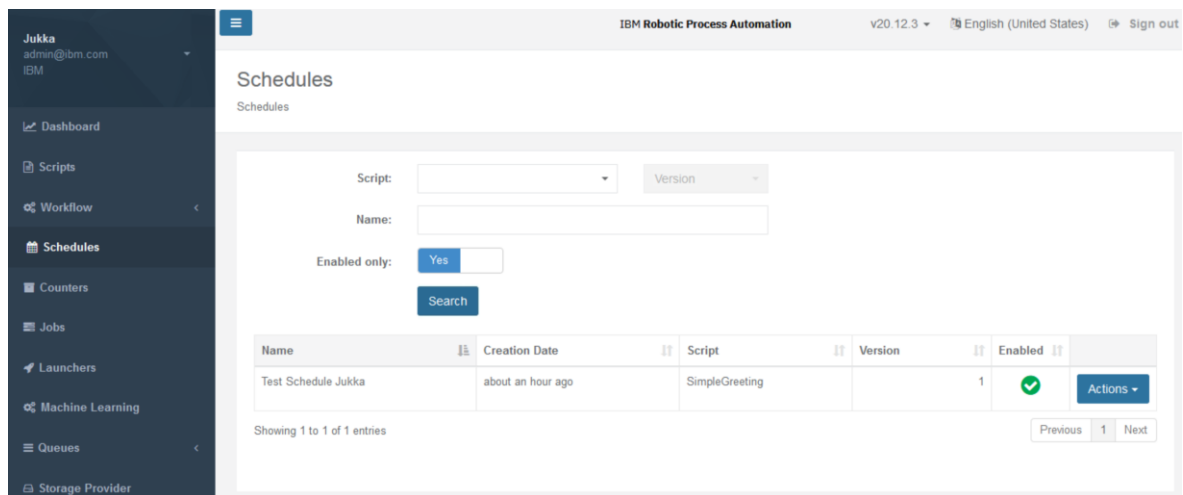 Jukka
admin@ibm.com
IBM
Dashboard
Scripts
Workflow
Schedules
Counters
Jobs
Launchers
Machine Learning
Queues
Storage Provider
IBM Robotic Process Automation v20.12.3 English (United States) Sign out
Schedules
Schedules
Script: Version
Name:
Enabled only: Yes
Search
Name Creation Date Script Version Enabled
Test Schedule Jukka about an hour ago SimpleGreeting 1 Actions
Showing 1 to 1 of 1 entries Previous 1 Next